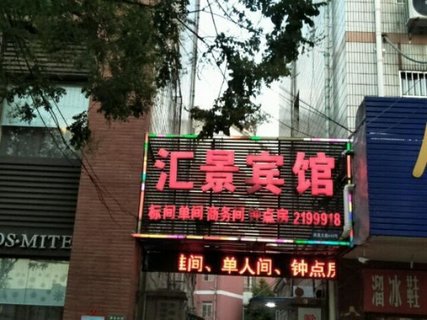 汇景宾馆
标间 单间 商务间 钟点房 2199918
佳间、单人间、钟点房
OS·MITE
溜冰鞋